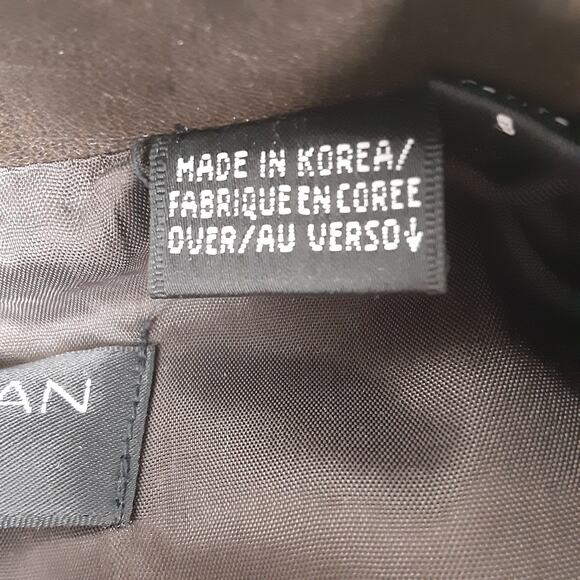 MADE IN KOREA/
FABRIQUE EN COREE
OVER/AU VERSO↓
AN